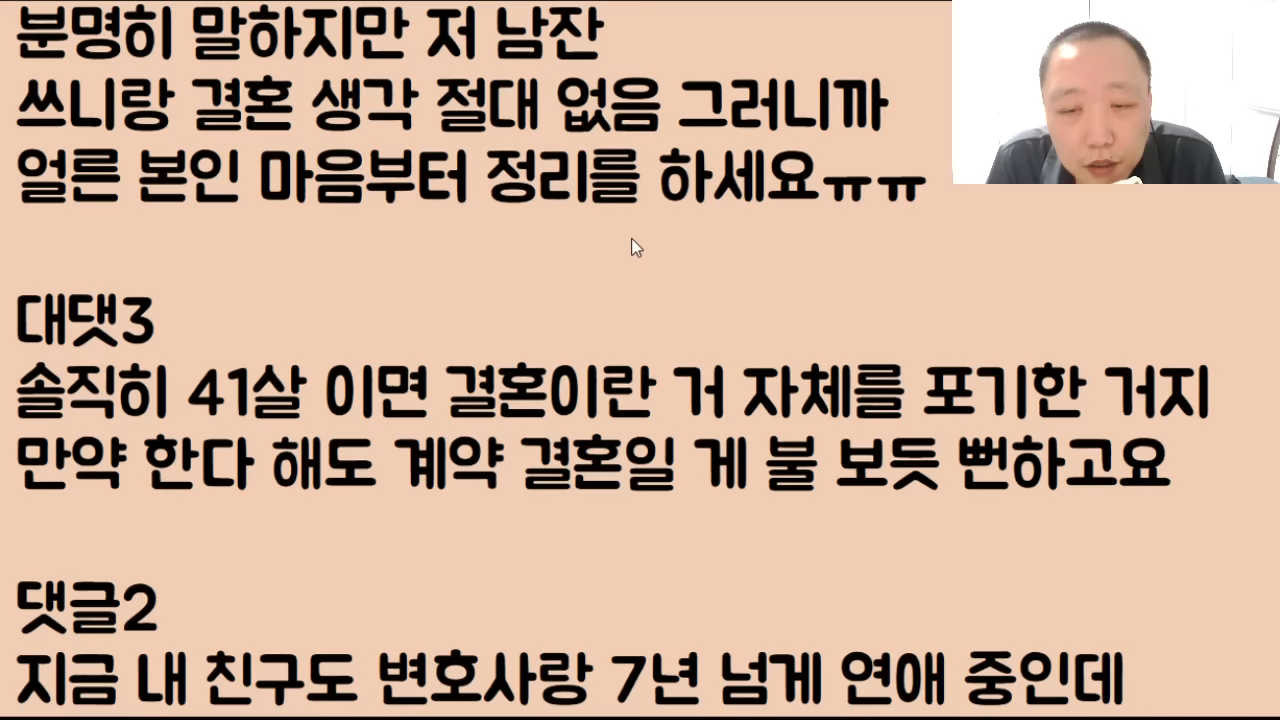 분명히 말하지만 저 남잔
쓰니랑 결혼 생각 절대 없음 그러니까
얼른 본인 마음부터 정리를 하세요ㅠㅠ
대댓3
솔직히 41살 이면 결혼이란 거 자체를 포기한 거지
만약 한다 해도 계약 결혼일 게 불 보듯 뻔하고요
댓글2
지금 내 친구도 변호사랑 7년 넘게 연애 중인데